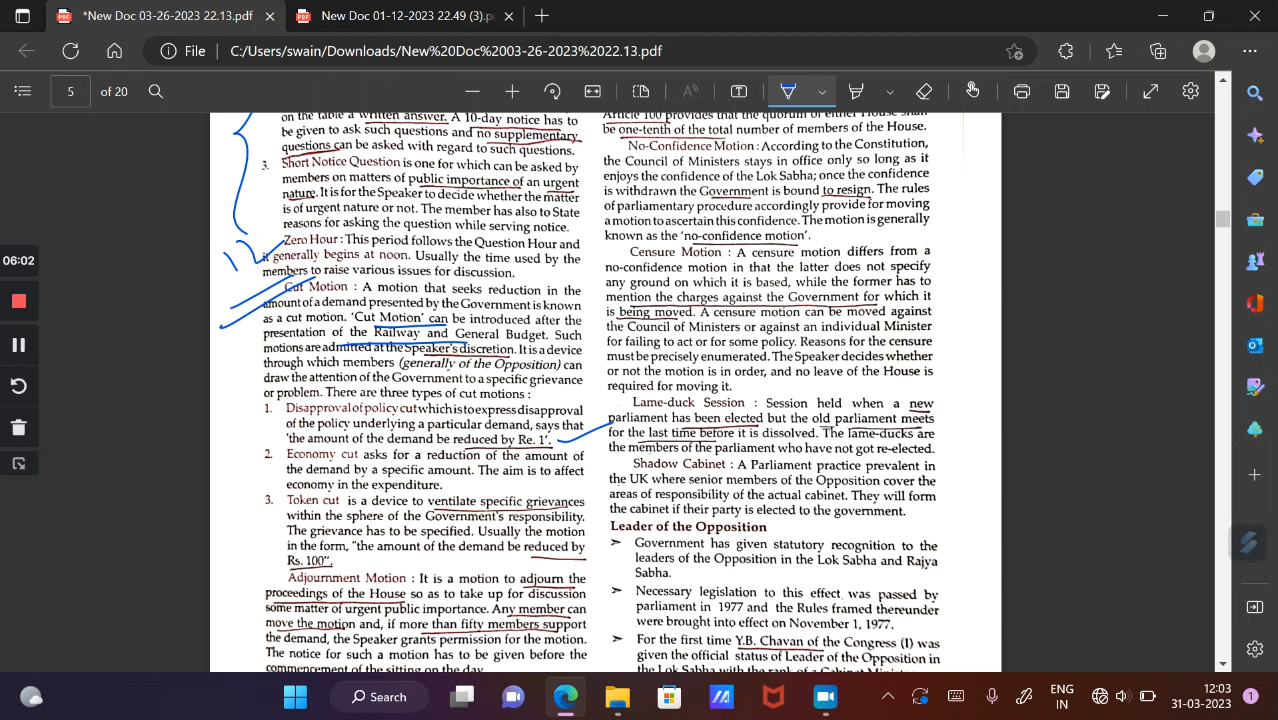 *New Doc 03-26-2023 22.13.pdf
New Doc 01-12-2023 22.49 (3).p
File
C:/Users/swain/Downloads/New%20Doc%2003-26-2023%2022.13.pdf
5 of 20
on the table a written answer. A 10-day notice has to
be given to ask such questions and no supplementary
questions can be asked with regard to such questions.
3. Short Notice Question is one for which can be asked by
members on matters of public importance of an urgent
nature. It is for the Speaker to decide whether the matter
is of urgent nature or not. The member has also to State
reasons for asking the question while serving notice.
Zero Hour : This period follows the Question Hour and
it generally begins at noon. Usually the time used by the
members to raise various issues for discussion.
Cut Motion : A motion that seeks reduction in the
amount of a demand presented by the Government is known
as a cut motion. 'Cut Motion' can be introduced after the
presentation of the Railway and General Budget. Such
motions are admitted at the Speaker's discretion. It is a device
through which members (generally of the Opposition) can
draw the attention of the Government to a specific grievance
or problem. There are three types of cut motions :
1. Disapproval of policy cut which is to express disapproval
of the policy underlying a particular demand, says that
'the amount of the demand be reduced by Re. 1'.
2. Economy cut asks for a reduction of the amount of
the demand by a specific amount. The aim is to affect
economy in the expenditure.
3. Token cut is a device to ventilate specific grievances
within the sphere of the Government's responsibility.
The grievance has to be specified. Usually the motion
in the form, "the amount of the demand be reduced by
Rs. 100".
Adjournment Motion : It is a motion to adjourn the
proceedings of the House so as to take up for discussion
some matter of urgent public importance. Any member can
move the motion and, if more than fifty members support
the demand, the Speaker grants permission for the motion.
The notice for such a motion has to be given before the
commencement of the sitting on the day.
Article 100 provides that the quorum of either House shall
be one-tenth of the total number of members of the House.
No-Confidence Motion : According to the Constitution,
the Council of Ministers stays in office only so long as it
enjoys the confidence of the Lok Sabha; once the confidence
is withdrawn the Government is bound to resign. The rules
of parliamentary procedure accordingly provide for moving
a motion to ascertain this confidence. The motion is generally
known as the 'no-confidence motion'.
Censure Motion : A censure motion differs from a
no-confidence motion in that the latter does not specify
any ground on which it is based, while the former has to
mention the charges against the Government for which it
is being moved. A censure motion can be moved against
the Council of Ministers or against an individual Minister
for failing to act or for some policy. Reasons for the censure
must be precisely enumerated. The Speaker decides whether
or not the motion is in order, and no leave of the House is
required for moving it.
Lame-duck Session : Session held when a new
parliament has been elected but the old parliament meets
for the last time before it is dissolved. The lame-ducks are
the members of the parliament who have not got re-elected.
Shadow Cabinet : A Parliament practice prevalent in
the UK where senior members of the Opposition cover the
areas of responsibility of the actual cabinet. They will form
the cabinet if their party is elected to the government.
Leader of the Opposition
➢ Government has given statutory recognition to the
leaders of the Opposition in the Lok Sabha and Rajya
Sabha.
➢ Necessary legislation to this effect was passed by
parliament in 1977 and the Rules framed thereunder
were brought into effect on November 1, 1977.
➢ For the first time Y.B. Chavan of the Congress (I) was
given the official status of Leader of the Opposition in
06:02
Search
ENG
IN
12:03
31-03-2023
1